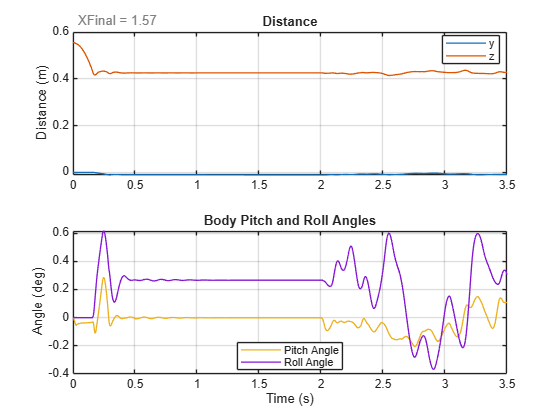 XFinal = 1.57
Distance
0.6
0.4
0.2
0
Distance (m)
y
z
0
0.5
1
1.5
2
2.5
3
3.5
Body Pitch and Roll Angles
0.6
0.4
0.2
0
-0.2
-0.4
Angle (deg)
Pitch Angle
Roll Angle
0
0.5
1
1.5
2
2.5
3
3.5
Time (s)